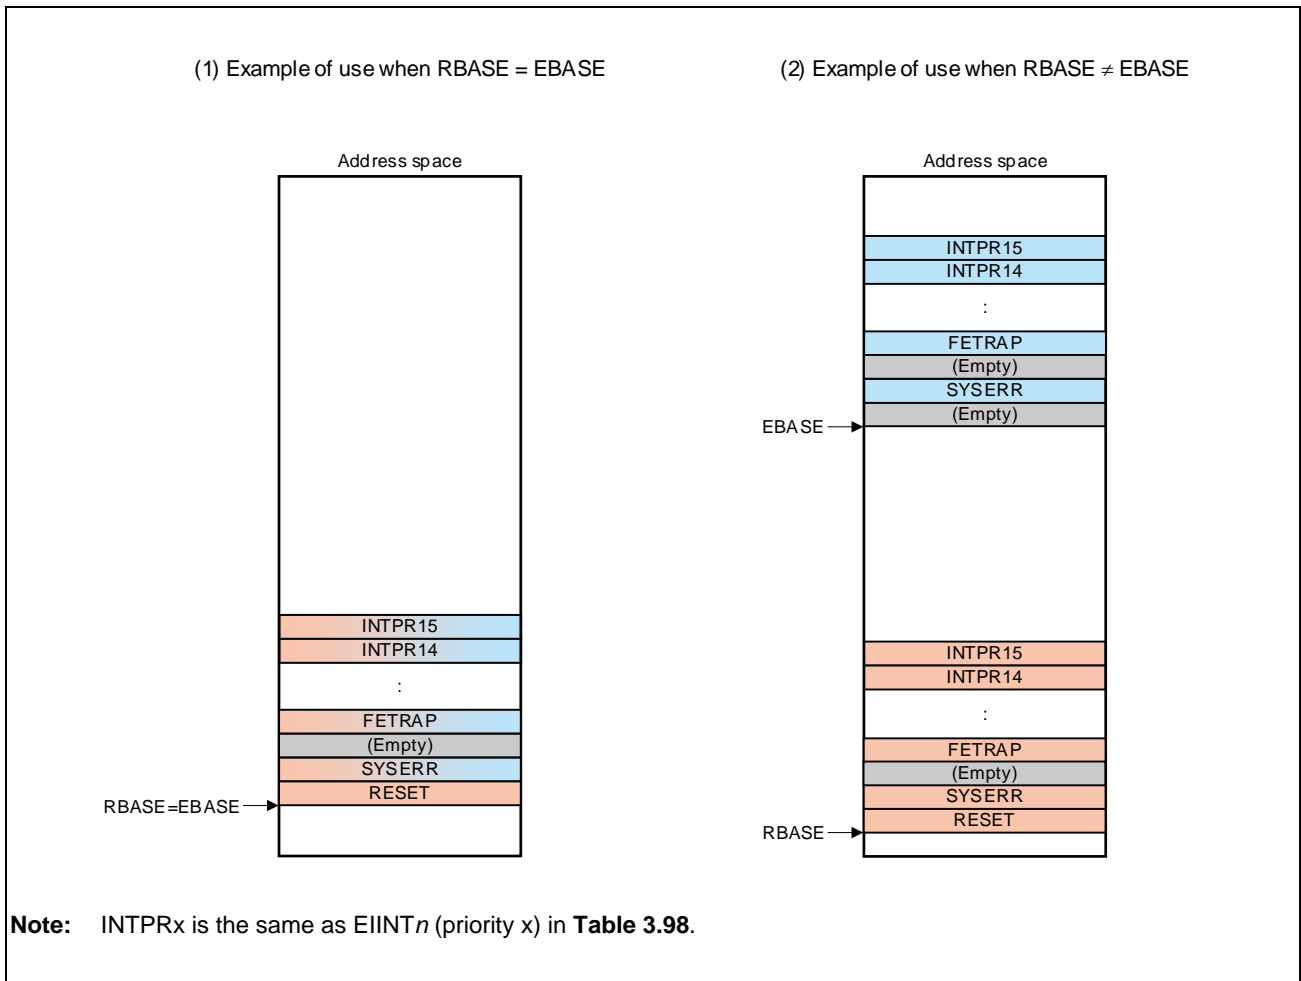 (1) Example of use when RBASE = EBASE
(2) Example of use when RBASE ≠ EBASE
Address space
INTPR15
INTPR14
:
FETRAP
(Empty)
SYSERR
RESET
RBASE=EBASE
Address space
INTPR15
INTPR14
:
FETRAP
(Empty)
SYSERR
(Empty)
EBASE
INTPR15
INTPR14
:
FETRAP
(Empty)
SYSERR
RESET
RBASE
Note: INTPRx is the same as EIINTn (priority x) in Table 3.98.